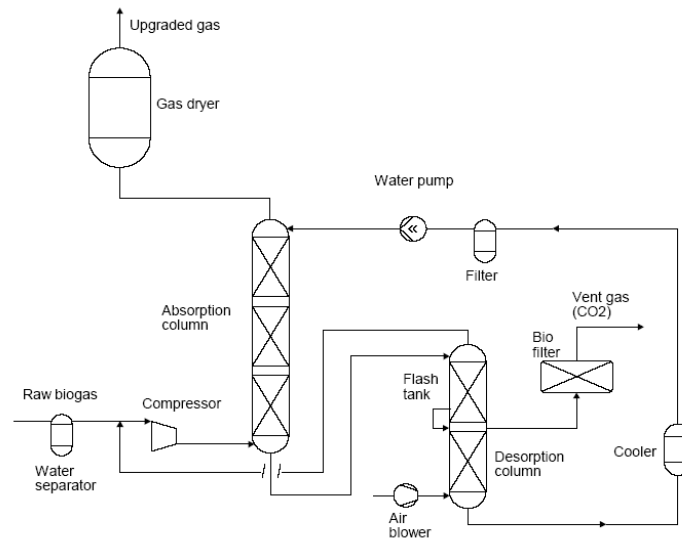 Upgraded gas
Gas dryer
Water pump
Filter
Vent gas
(CO2)
Bio
filter
Absorption
column
Flash
tank
Raw biogas
Compressor
Water
separator
Desorption
column
Cooler
Air
blower